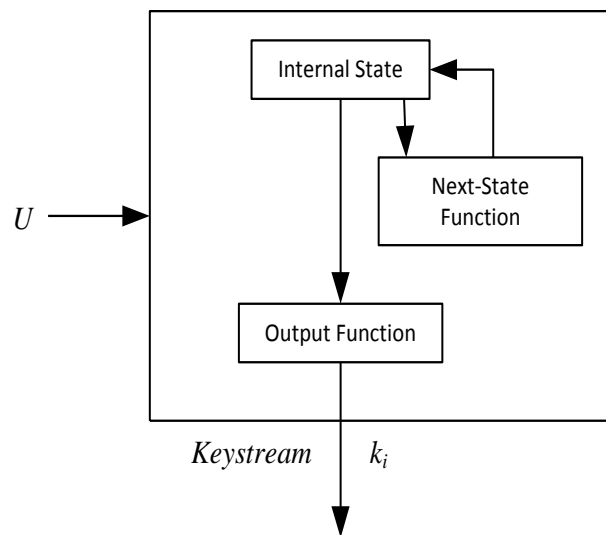 Internal State
Next-State
Function
U
Output Function
Keystream k_i